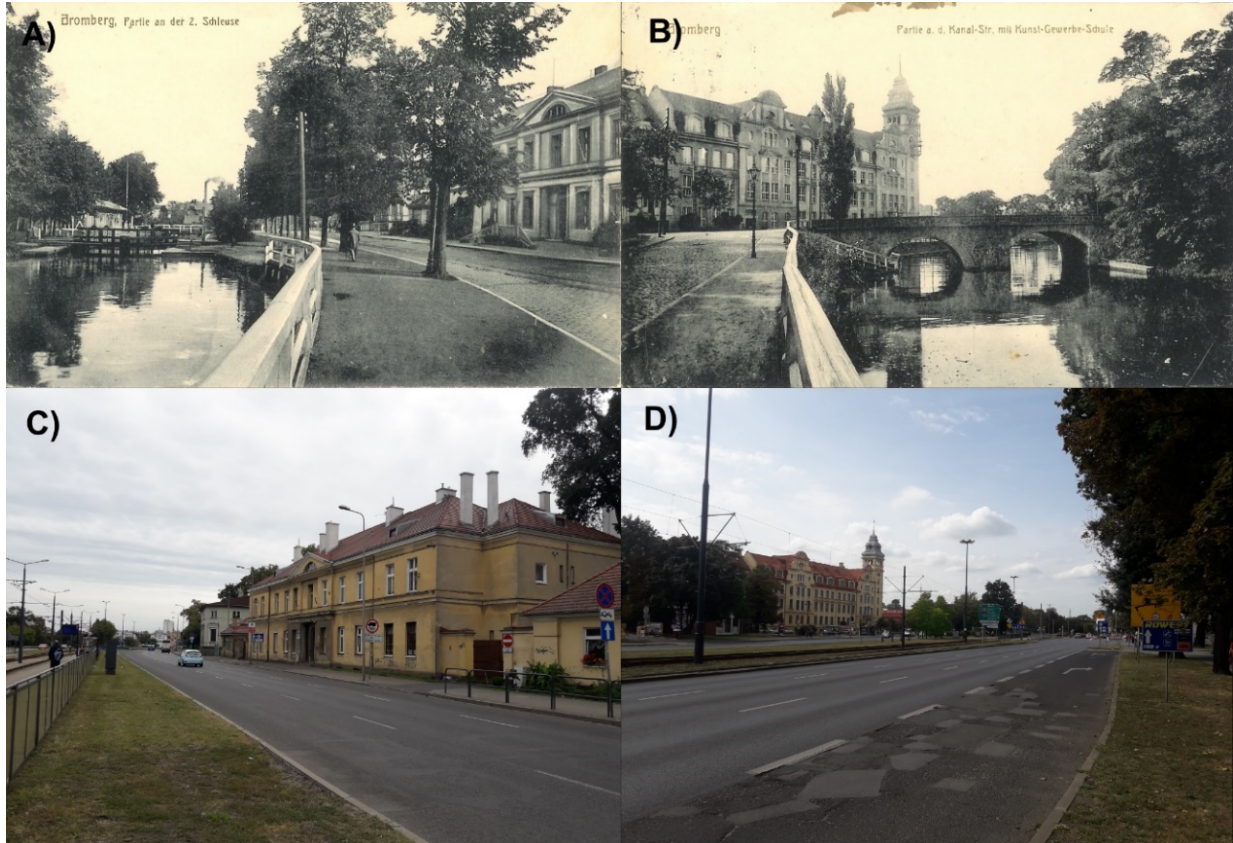 A)
Bromberg, Partie an der 2. Schleuse
B)
Bromberg
Partie a. d. Kanal-Str. mit Kunst-Gewerbe-Schule
C)
D)